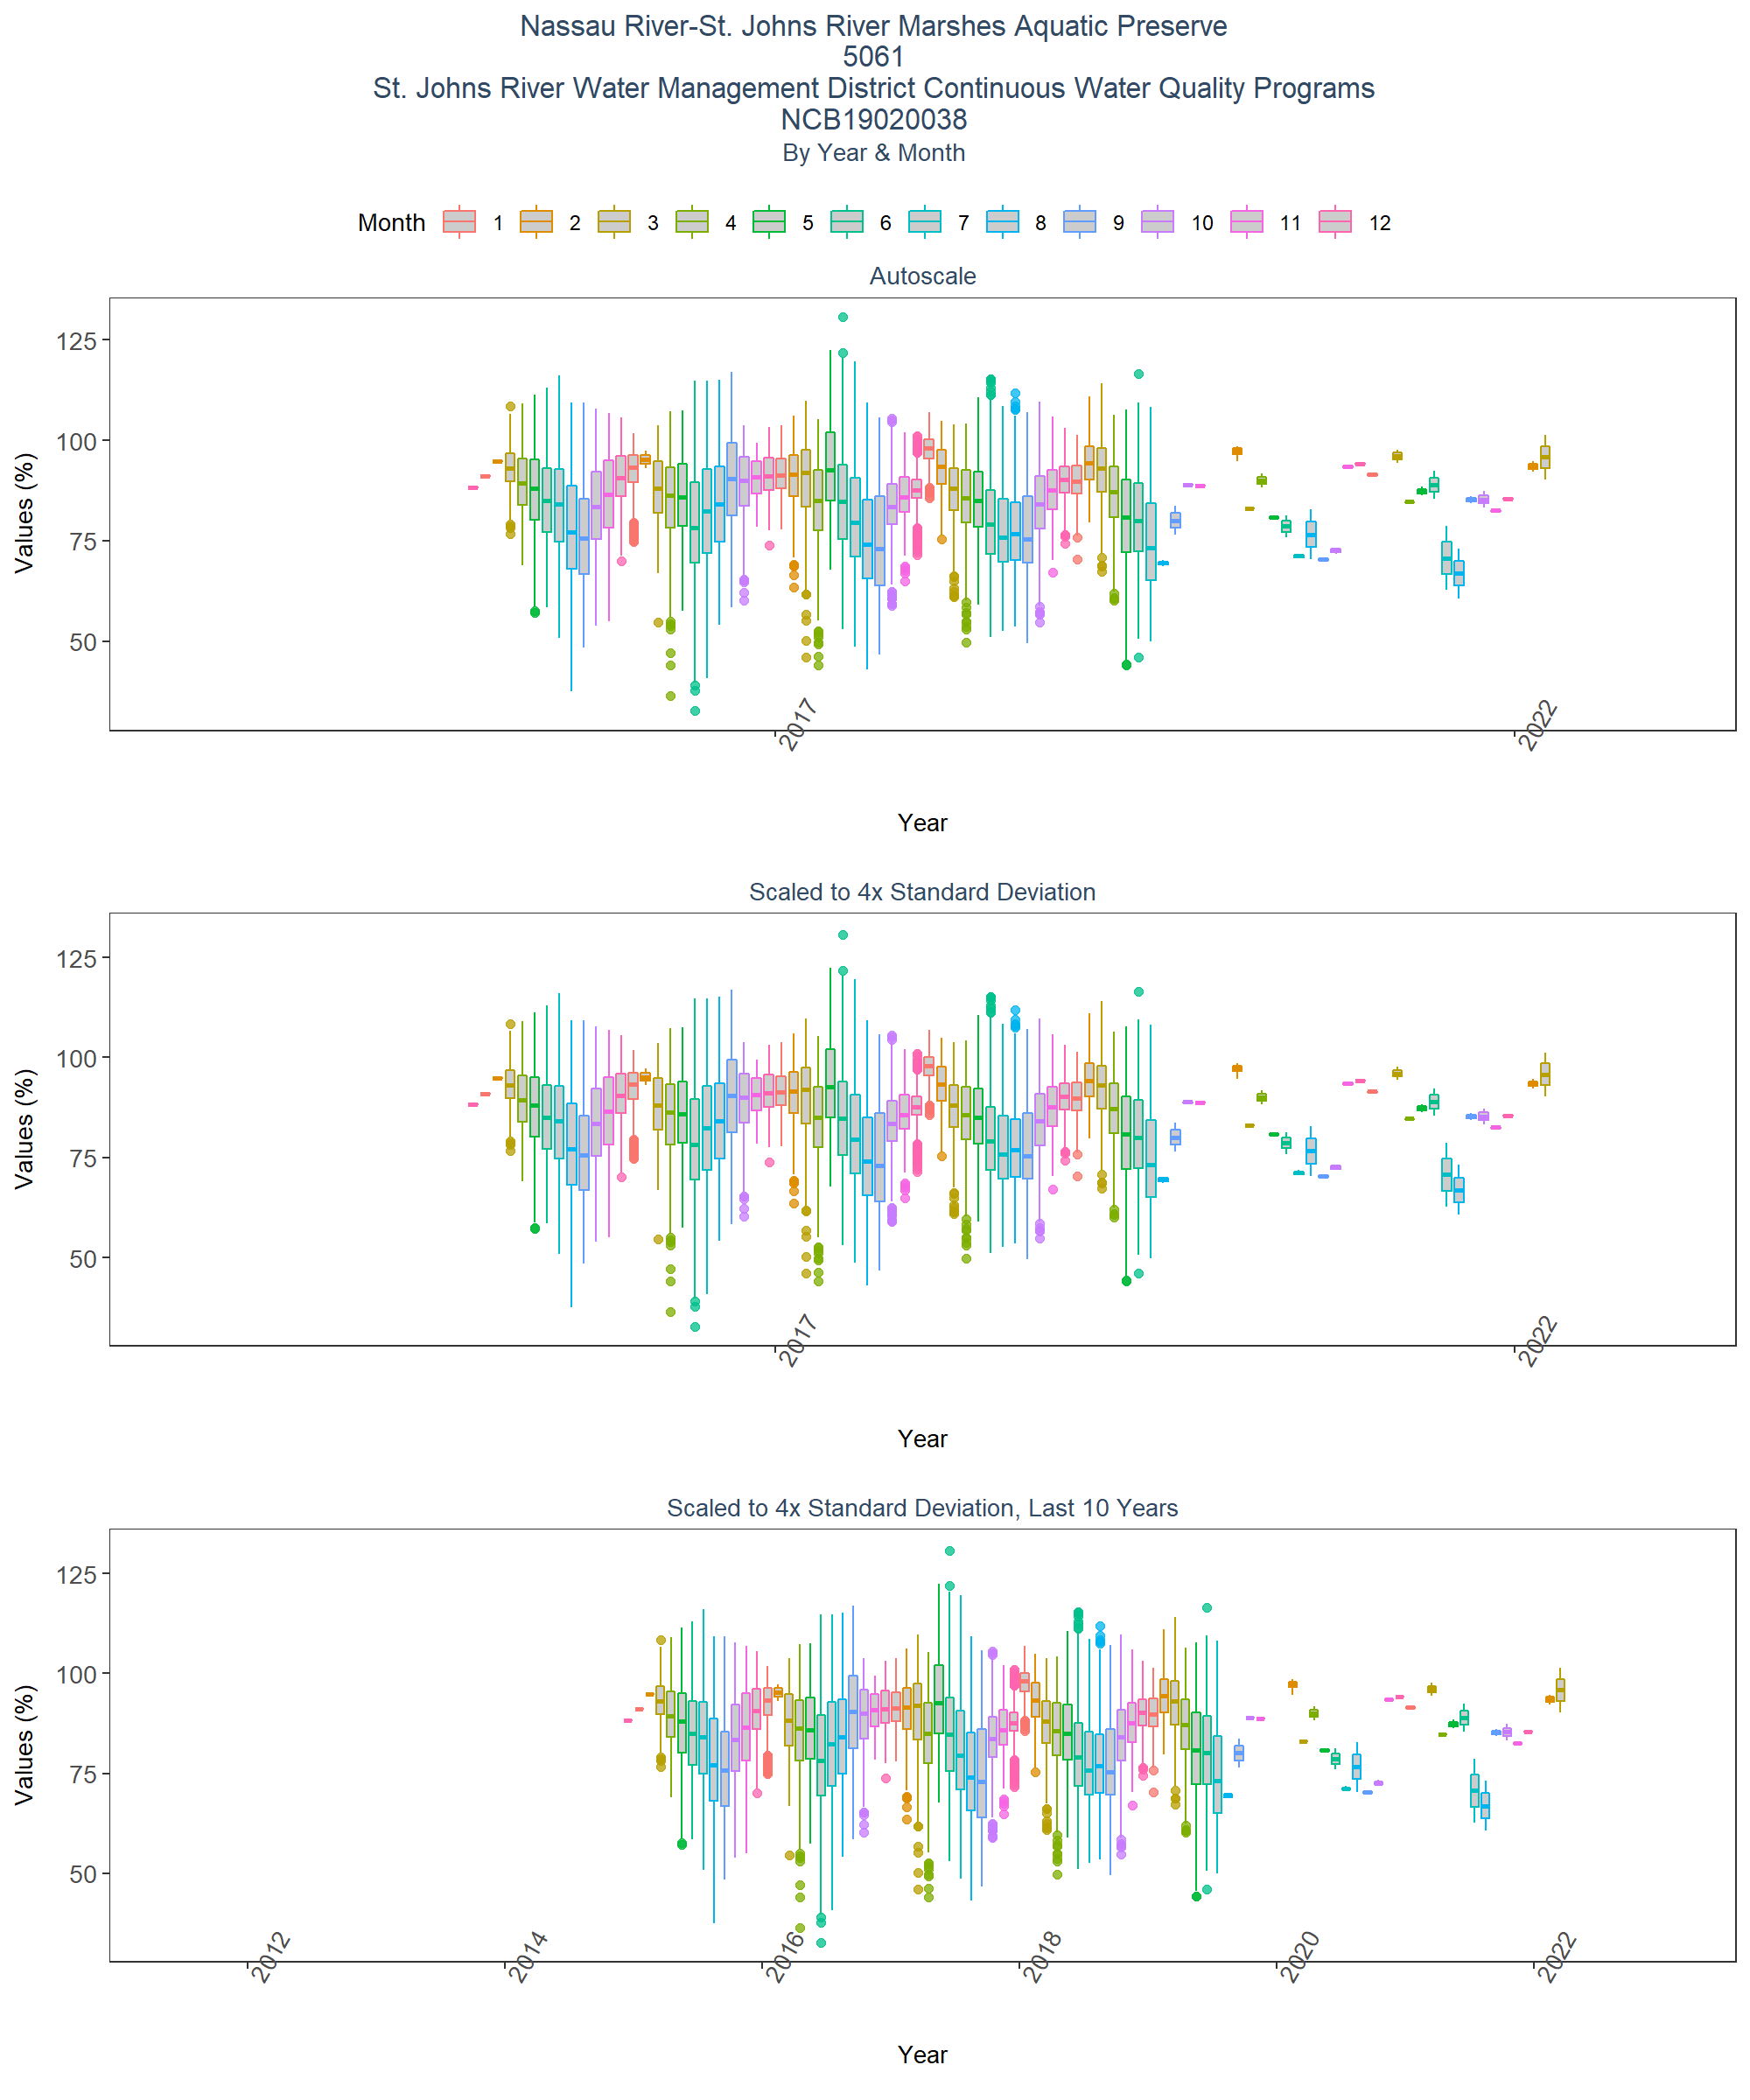 Nassau River-St. Johns River Marshes Aquatic Preserve
5061
St. Johns River Water Management District Continuous Water Quality Programs
NCB19020038
By Year & Month
Month 1 2 3 4 5 6 7 8 9 10 11 12
Autoscale
Values (%)
125
100
75
50
2017 2022
Year
Scaled to 4x Standard Deviation
Values (%)
125
100
75
50
2017 2022
Year
Scaled to 4x Standard Deviation, Last 10 Years
Values (%)
125
100
75
50
2012 2014 2016 2018 2020 2022
Year